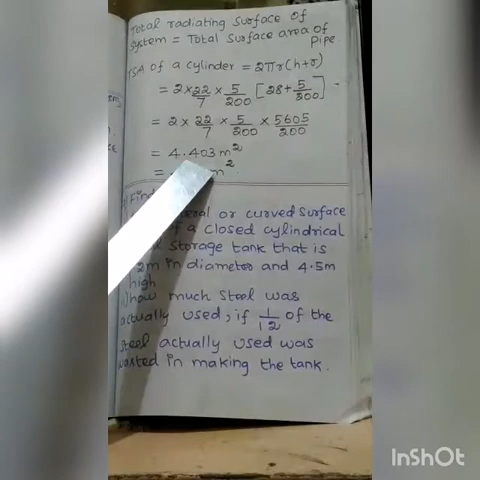 Total radiating surface of
system = Total surface area of
pipe
TSA of a cylinder = 2πr(h+r)
= 2 × 22/7 × 5/200 [28 + 5/200]
= 2 × 22/7 × 5/200 × 5605/200
= 4.403 m²
= m²
i) Find
or curved surface
of a closed cylindrical
storage tank that is
2m in diameter and 4.5m
high
how much steel was
actually used, if 1/12 of the
steel actually used was
wasted in making the tank.
InShOt